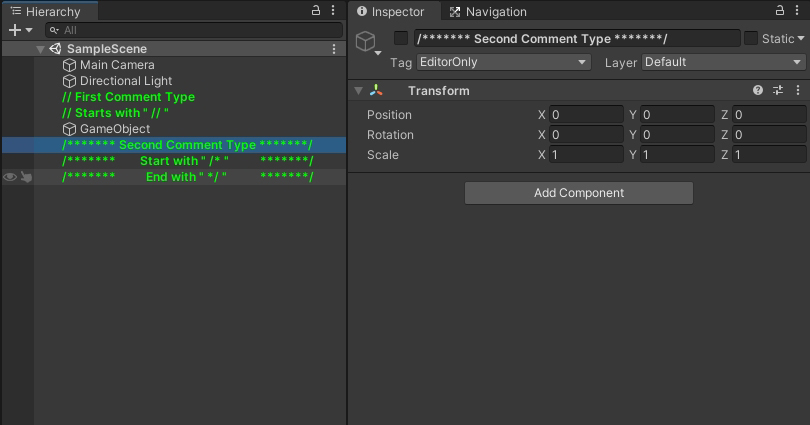 Hierarchy
All
SampleScene
Main Camera
Directional Light
// First Comment Type
// Starts with " // "
GameObject
/******* Second Comment Type *******/
/******* Start with " /* " *******/
/******* End with " */ " *******/
Inspector
Navigation
/******* Second Comment Type *******/
Static
Tag EditorOnly Layer Default
Transform
Position X 0 Y 0 Z 0
Rotation X 0 Y 0 Z 0
Scale X 1 Y 1 Z 1
Add Component